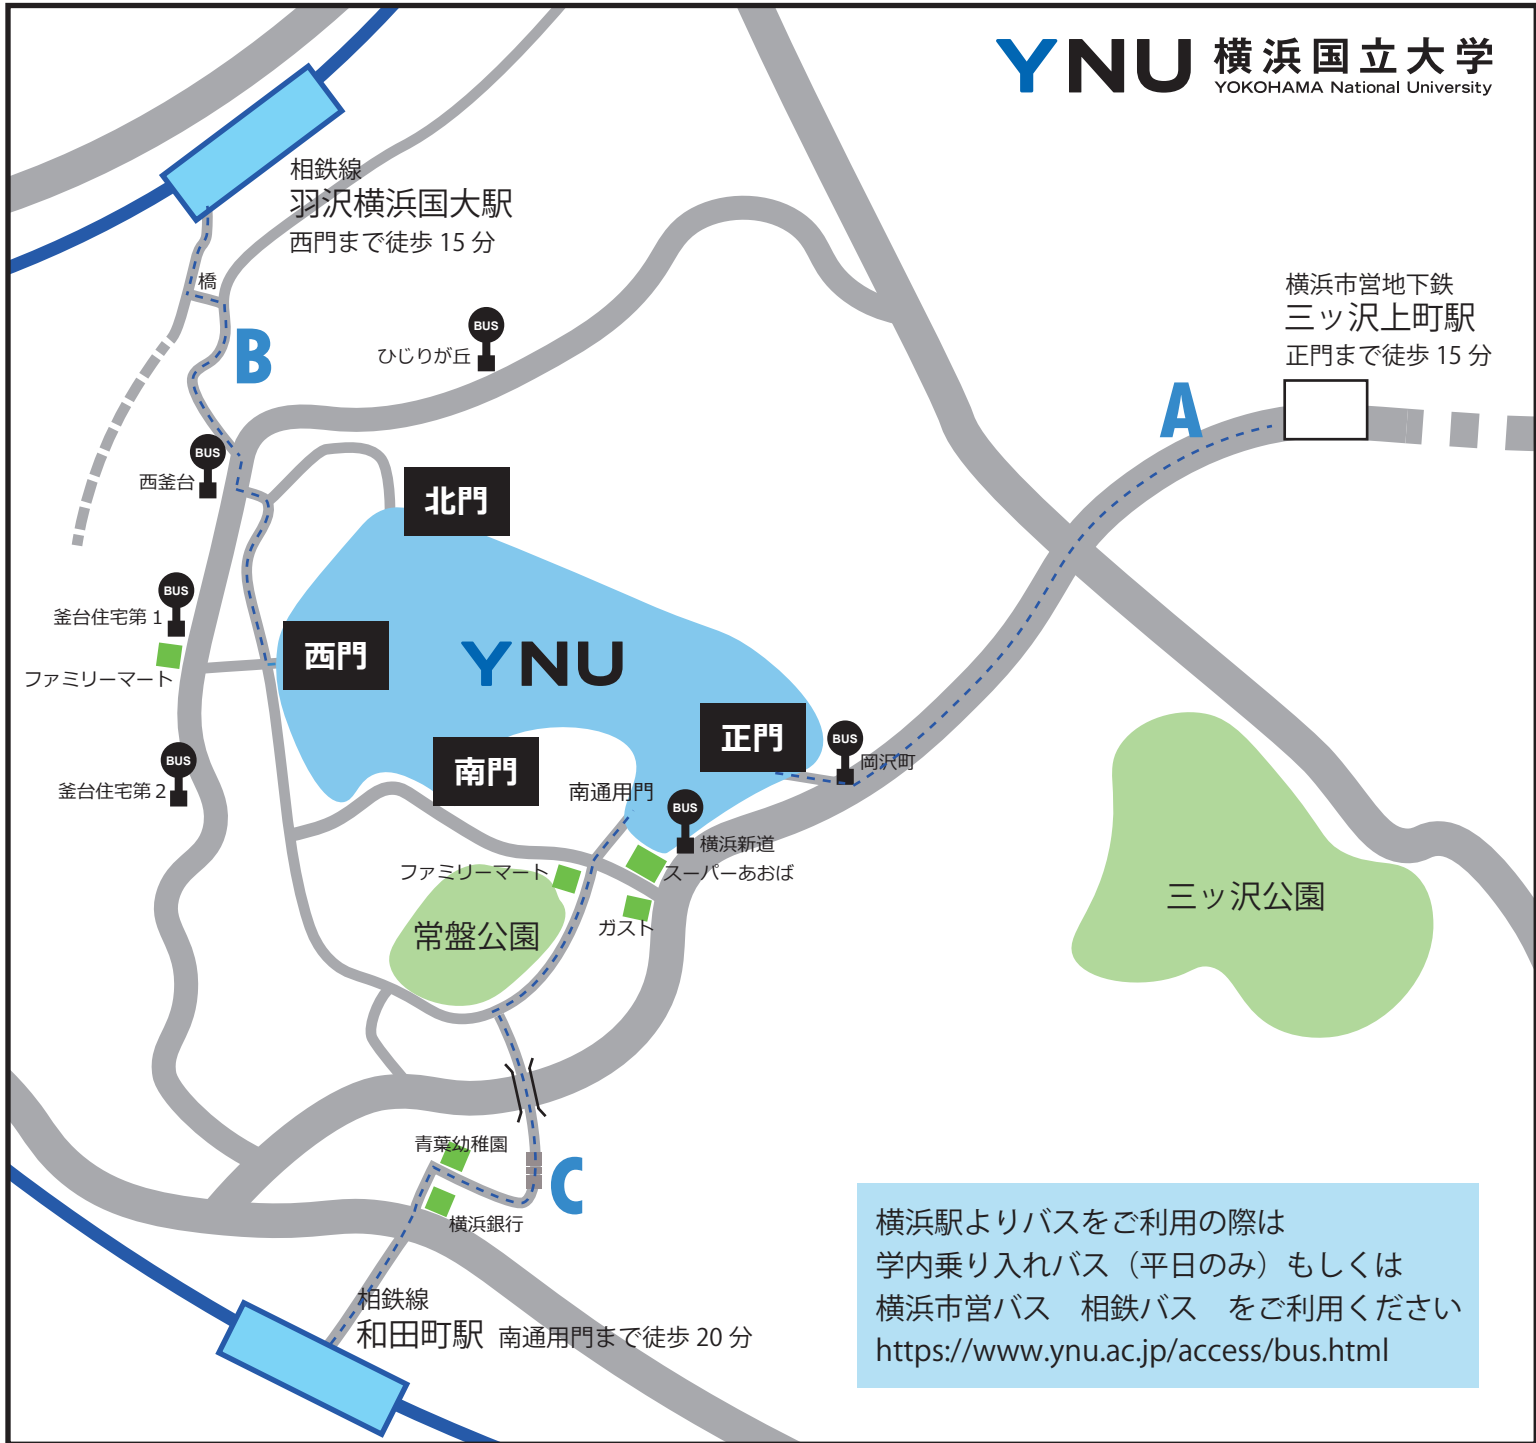 YNU 横浜国立大学
YOKOHAMA National University
相鉄線
羽沢横浜国大駅
西門まで徒歩 15 分
橋
B
BUS
ひじりが丘
横浜市営地下鉄
三ッ沢上町駅
正門まで徒歩 15 分
A
BUS
西釜台
北門
BUS
釜台住宅第 1
ファミリーマート
西門
YNU
正門
BUS
岡沢町
南門
BUS
釜台住宅第 2
南通用門
BUS
横浜新道
スーパーあおば
ファミリーマート
ガスト
常盤公園
三ッ沢公園
青葉幼稚園
C
横浜銀行
相鉄線
和田町駅 南通用門まで徒歩 20 分
横浜駅よりバスをご利用の際は
学内乗り入れバス（平日のみ）もしくは
横浜市営バス　相鉄バス　をご利用ください
https://www.ynu.ac.jp/access/bus.html